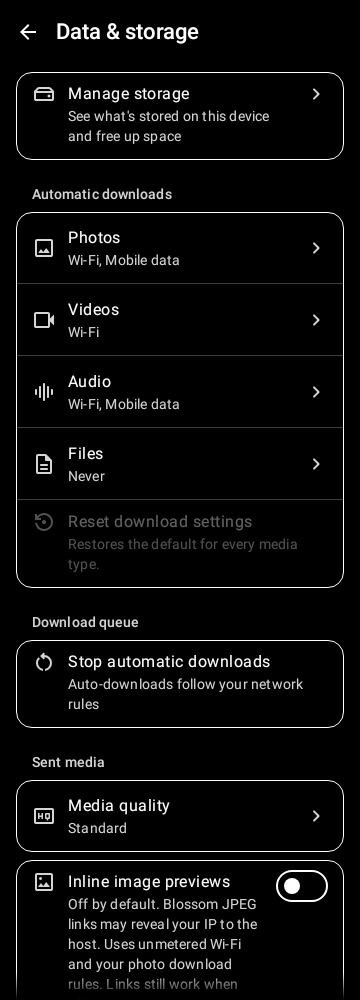 Data & storage
Manage storage
See what's stored on this device
and free up space
Automatic downloads
Photos
Wi-Fi, Mobile data
Videos
Wi-Fi
Audio
Wi-Fi, Mobile data
Files
Never
Reset download settings
Restores the default for every media
type.
Download queue
Stop automatic downloads
Auto-downloads follow your network
rules
Sent media
HQ
Media quality
Standard
Inline image previews
Off by default. Blossom JPEG
links may reveal your IP to the
host. Uses unmetered Wi-Fi
and your photo download
rules. Links still work when